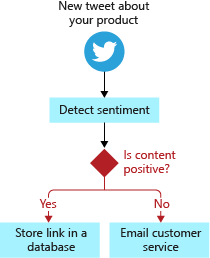 New tweet about
your product
Detect sentiment
Is content
positive?
Yes
No
Store link in a
database
Email customer
service